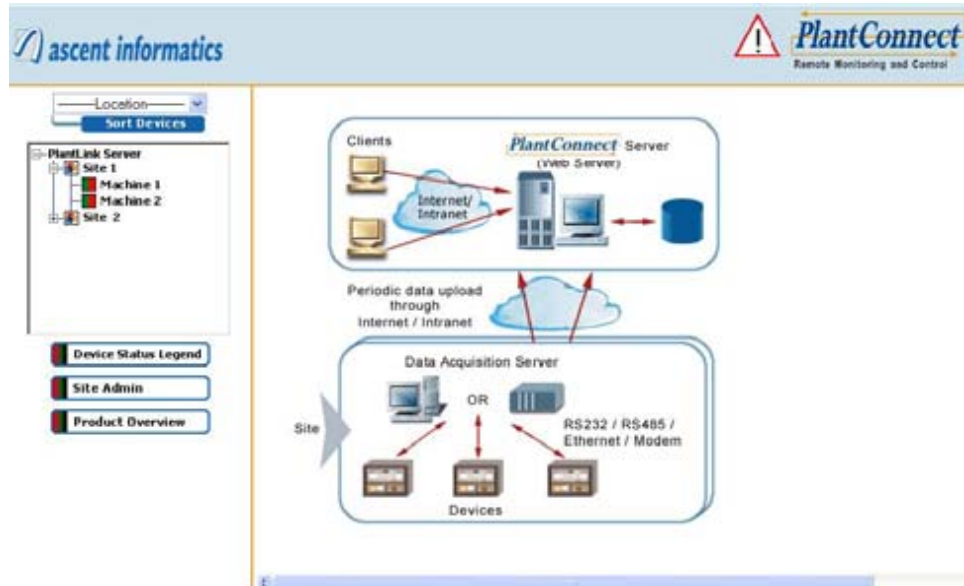 ascent informatics
PlantConnect
Remote Monitoring and Control
Location
Sort Devices
PlantLink Server
Site 1
Machine 1
Machine 2
Site 2
Device Status Legend
Site Admin
Product Overview
Clients
PlantConnect Server
(Web Server)
Internet/
Intranet
Periodic data upload
through
Internet / Intranet
Data Acquisition Server
OR
RS232 / RS485 /
Ethernet / Modem
Site
Devices